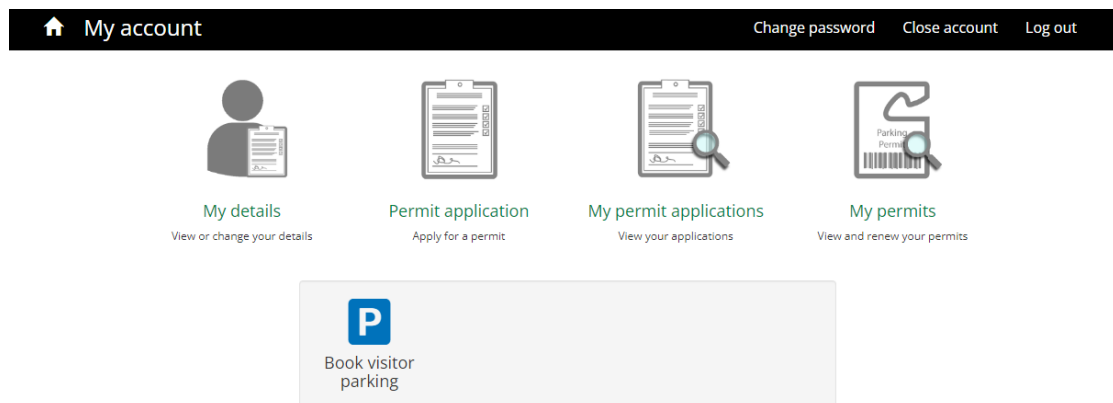 My account
Change password Close account Log out
Parking
Permit
My details Permit application My permit applications My permits
View or change your details Apply for a permit View your applications View and renew your permits
P
Book visitor
parking